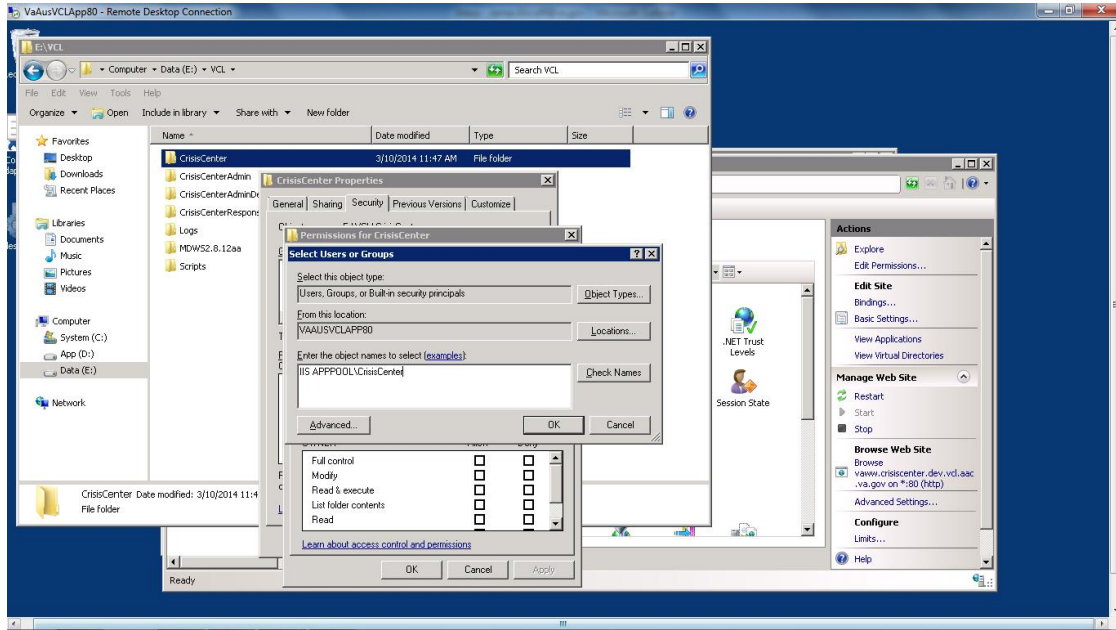 VaAusVCLApp80 - Remote Desktop Connection
E:\VCL
Computer Data (E:) VCL
Search VCL
File Edit View Tools Help
Organize Open Include in library Share with New folder
Favorites
Desktop
Downloads
Recent Places
Libraries
Documents
Music
Pictures
Videos
Computer
System (C:)
App (D:)
Data (E:)
Network
Name Date modified Type Size
CrisisCenter 3/10/2014 11:47 AM File folder
CrisisCenterAdmin
CrisisCenterAdminDe
CrisisCenterRespons
Logs
MDWS2.8.12aa
Scripts
CrisisCenter Date modified: 3/10/2014 11:4
File folder
CrisisCenter Properties
General Sharing Security Previous Versions Customize
Permissions for CrisisCenter
Select Users or Groups
Select this object type:
Users, Groups, or Built-in security principals
Object Types...
From this location:
VAAUSVCLAPP80
Locations...
Enter the object names to select (examples):
IIS APPPOOL\CrisisCenter
Check Names
Advanced...
OK Cancel
Full control
Modify
Read & execute
List folder contents
Read
Learn about access control and permissions
OK Cancel Apply
Ready
.NET Trust
Levels
Session State
Actions
Explore
Edit Permissions...
Edit Site
Bindings...
Basic Settings...
View Applications
View Virtual Directories
Manage Web Site
Restart
Start
Stop
Browse Web Site
Browse
vaww.crisiscenter.dev.vcl.aac
.va.gov on *:80 (http)
Advanced Settings...
Configure
Limits...
Help